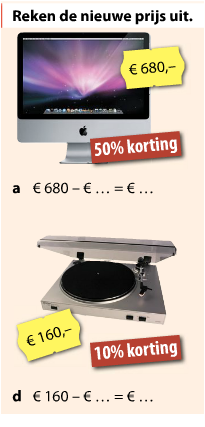 Reken de nieuwe prijs uit.
€ 680,–
50% korting
a € 680 – € … = € …
€ 160,–
10% korting
d € 160 – € … = € …